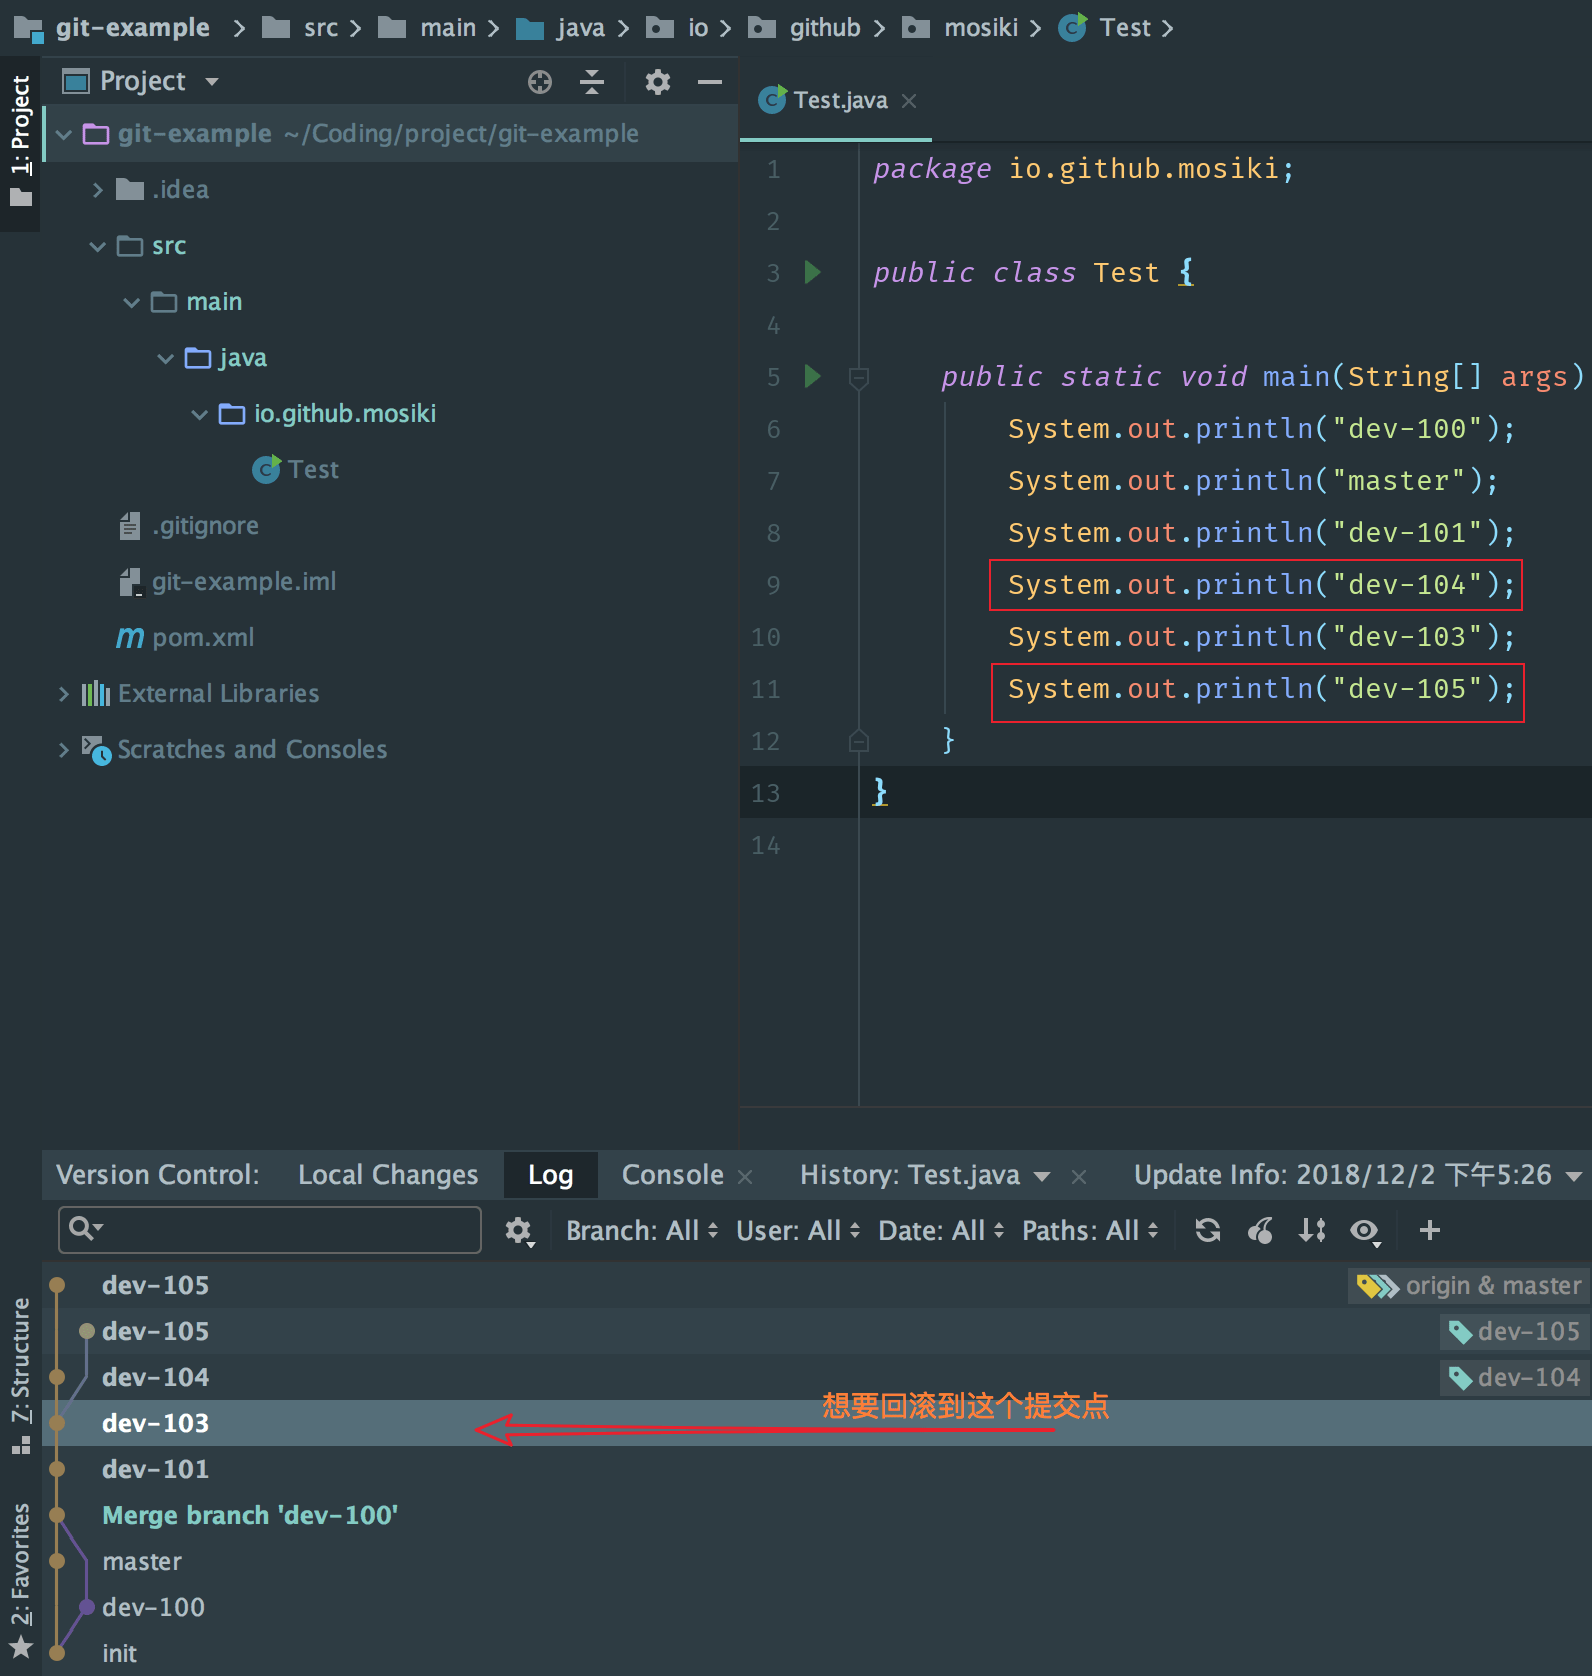 git-example > src > main > java > io > github > mosiki > Test >
1: Project
Project
Test.java
git-example ~/Coding/project/git-example
.idea
src
main
java
io.github.mosiki
Test
.gitignore
git-example.iml
pom.xml
External Libraries
Scratches and Consoles
1 package io.github.mosiki;
2
3 public class Test {
4
5 public static void main(String[] args)
6 System.out.println("dev-100");
7 System.out.println("master");
8 System.out.println("dev-101");
9 System.out.println("dev-104");
10 System.out.println("dev-103");
11 System.out.println("dev-105");
12 }
13 }
14
Version Control: Local Changes Log Console History: Test.java Update Info: 2018/12/2 下午5:26
Branch: All User: All Date: All Paths: All
dev-105 origin & master
dev-105 dev-105
dev-104 dev-104
想要回滚到这个提交点
dev-103
dev-101
Merge branch 'dev-100'
master
dev-100
init
7: Structure
2: Favorites